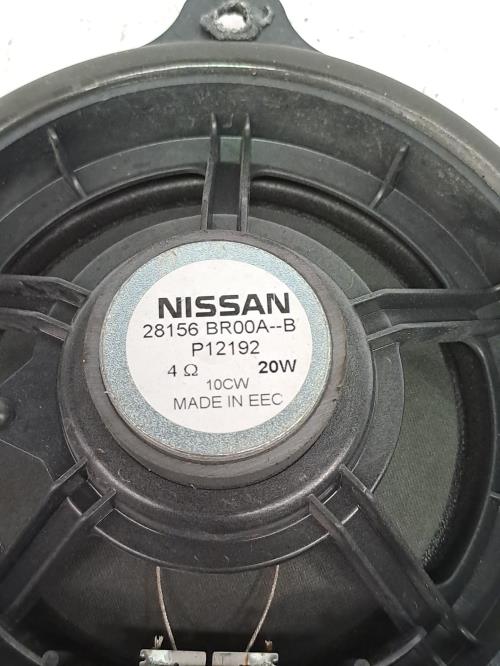 NISSAN
28156 BR00A--B
P12192
4 Ω 20W
10CW
MADE IN EEC